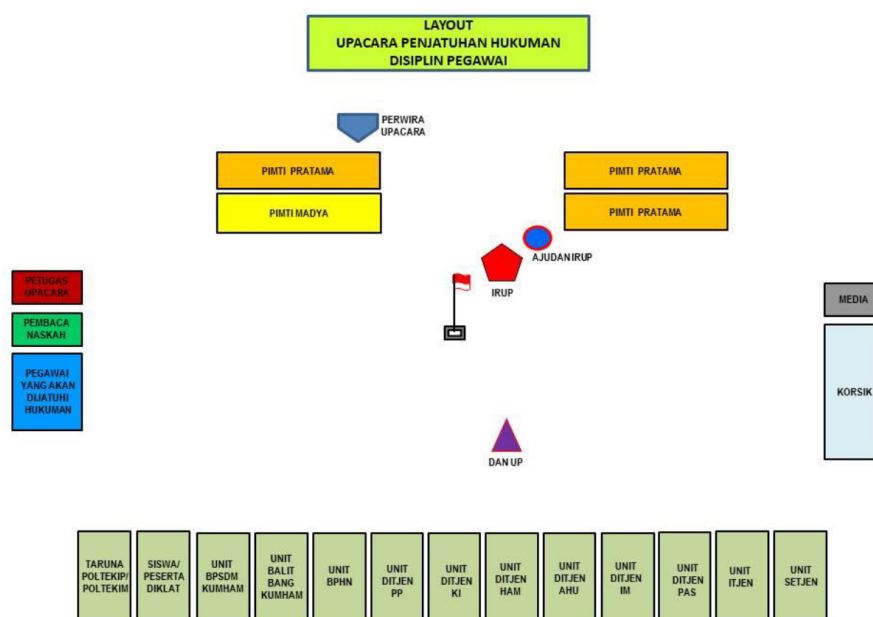 LAYOUT
UPACARA PENJATUHAN HUKUMAN
DISIPLIN PEGAWAI
PERWIRA
UPACARA
PIMTI PRATAMA
PIMTI PRATAMA
PIMTI MADYA
PIMTI PRATAMA
AJUDAN IRUP
IRUP
PETUGAS
UPACARA
PEMBACA
NASKAH
PEGAWAI
YANG AKAN
DIJATUHI
HUKUMAN
MEDIA
KORSIK
DAN UP
TARUNA
POLTEKIP/
POLTEKIM
SISWA/
PESERTA
DIKLAT
UNIT
BPSDM
KUMHAM
UNIT
BALIT
BANG
KUMHAM
UNIT
BPHN
UNIT
DITJEN
PP
UNIT
DITJEN
KI
UNIT
DITJEN
HAM
UNIT
DITJEN
AHU
UNIT
DITJEN
IM
UNIT
DITJEN
PAS
UNIT
ITJEN
UNIT
SETJEN